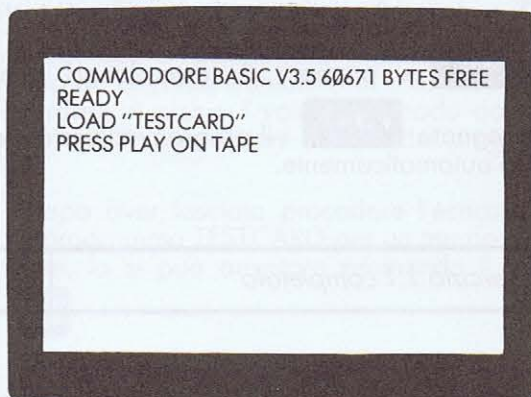 COMMODORE BASIC V3.5 60671 BYTES FREE
READY
LOAD "TESTCARD"
PRESS PLAY ON TAPE